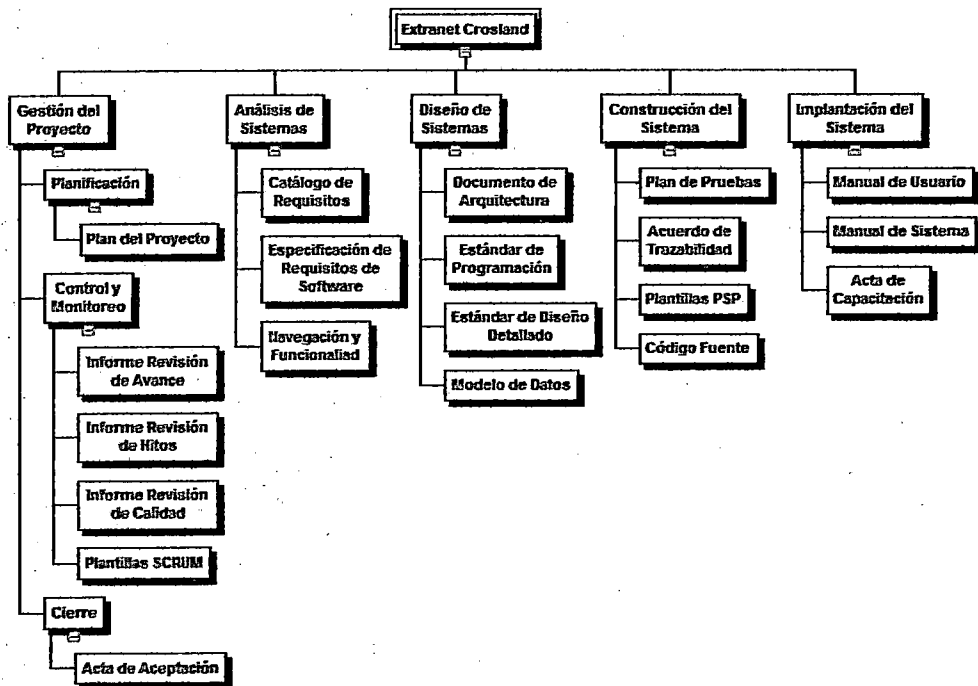 Extranet Crosland
Gestión del
Proyecto
Planificación
Plan del Proyecto
Control y
Monitoreo
Informe Revisión
de Avance
Informe Revisión
de Hitos
Informe Revisión
de Calidad
Plantillas SCRUM
Cierre
Acta de Aceptación
Análisis de
Sistemas
Catálogo de
Requisitos
Especificación de
Requisitos de
Software
Navegación y
Funcionaliad
Diseño de
Sistemas
Documento de
Arquitectura
Estándar de
Programación
Estándar de Diseño
Detallado
Modelo de Datos
Construcción del
Sistema
Plan de Pruebas
Acuerdo de
Trazabilidad
Plantillas PSP
Código Fuente
Implantación del
Sistema
Manual de Usuario
Manual de Sistema
Acta de
Capacitación